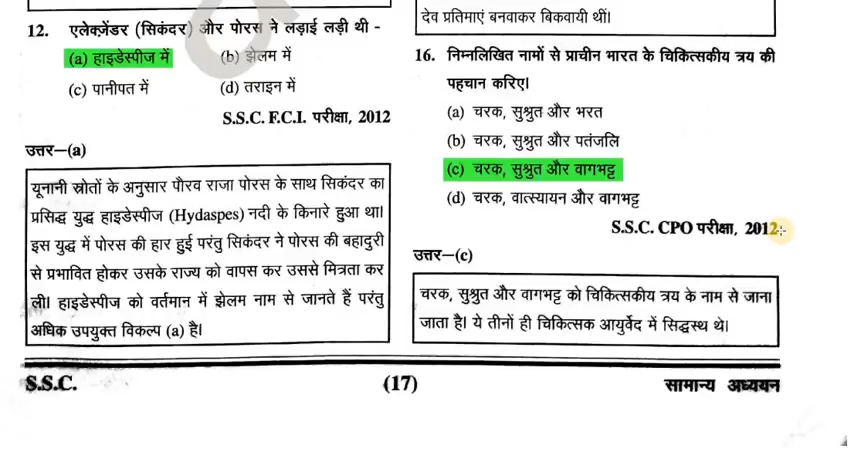 12. एलेक्ज़ेंडर (सिकंदर) और पोरस ने लड़ाई लड़ी थी -
(a) हाइडेस्पीज में (b) झेलम में
(c) पानीपत में (d) तराइन में
S.S.C. F.C.I. परीक्षा, 2012
उत्तर—(a)
यूनानी स्रोतों के अनुसार पौरव राजा पोरस के साथ सिकंदर का
प्रसिद्ध युद्ध हाइडेस्पीज (Hydaspes) नदी के किनारे हुआ था।
इस युद्ध में पोरस की हार हुई परंतु सिकंदर ने पोरस की बहादुरी
से प्रभावित होकर उसके राज्य को वापस कर उससे मित्रता कर
ली। हाइडेस्पीज को वर्तमान में झेलम नाम से जानते हैं परंतु
अधिक उपयुक्त विकल्प (a) है।
देव प्रतिमाएं बनवाकर बिकवायी थीं।
16. निम्नलिखित नामों से प्राचीन भारत के चिकित्सकीय त्रय की
पहचान करिए।
(a) चरक, सुश्रुत और भरत
(b) चरक, सुश्रुत और पतंजलि
(c) चरक, सुश्रुत और वागभट्ट
(d) चरक, वात्स्यायन और वागभट्ट
S.S.C. CPO परीक्षा, 2012
उत्तर—(c)
चरक, सुश्रुत और वागभट्ट को चिकित्सकीय त्रय के नाम से जाना
जाता है। ये तीनों ही चिकित्सक आयुर्वेद में सिद्धस्थ थे।
S.S.C. (17) सामान्य अध्ययन